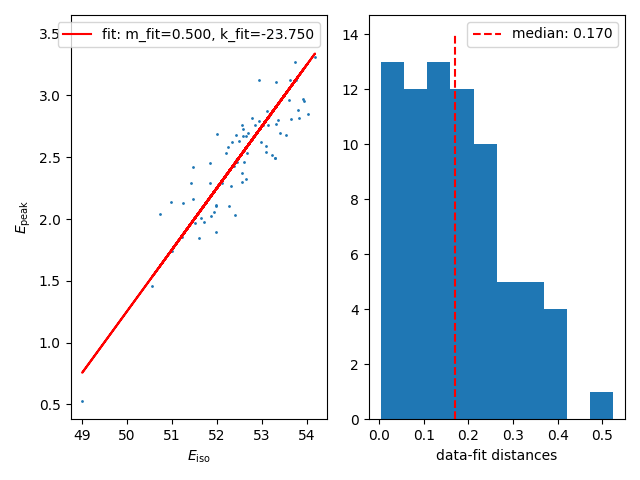 fit: m_fit=0.500, k_fit=-23.750
3.5
3.0
2.5
2.0
1.5
1.0
0.5
E_peak
49 50 51 52 53 54
E_iso
median: 0.170
14
12
10
8
6
4
2
0
0.0 0.1 0.2 0.3 0.4 0.5
data-fit distances